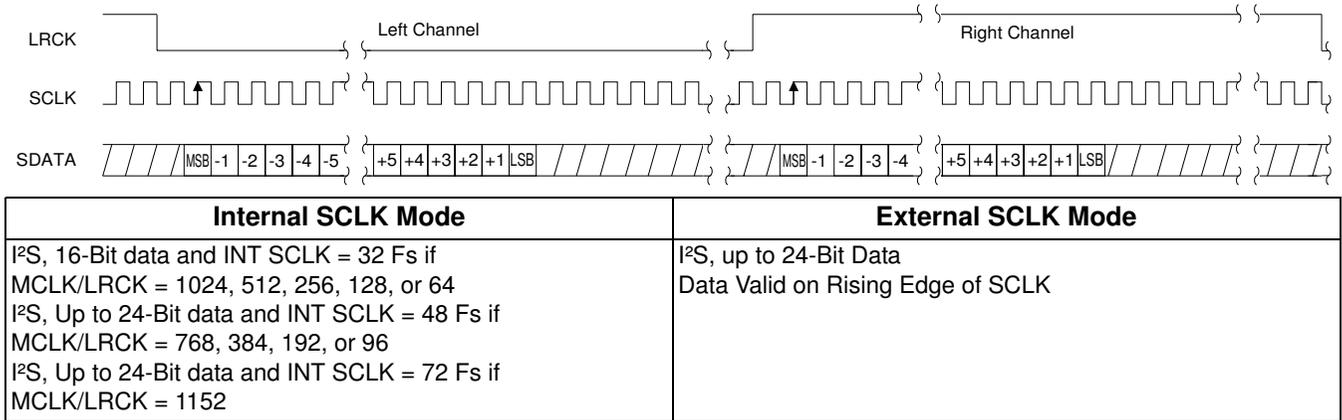 LRCK Left Channel Right Channel
SCLK
SDATA MSB -1 -2 -3 -4 -5 +5 +4 +3 +2 +1 LSB MSB -1 -2 -3 -4 +5 +4 +3 +2 +1 LSB
Internal SCLK Mode
I²S, 16-Bit data and INT SCLK = 32 Fs if
MCLK/LRCK = 1024, 512, 256, 128, or 64
I²S, Up to 24-Bit data and INT SCLK = 48 Fs if
MCLK/LRCK = 768, 384, 192, or 96
I²S, Up to 24-Bit data and INT SCLK = 72 Fs if
MCLK/LRCK = 1152
External SCLK Mode
I²S, up to 24-Bit Data
Data Valid on Rising Edge of SCLK